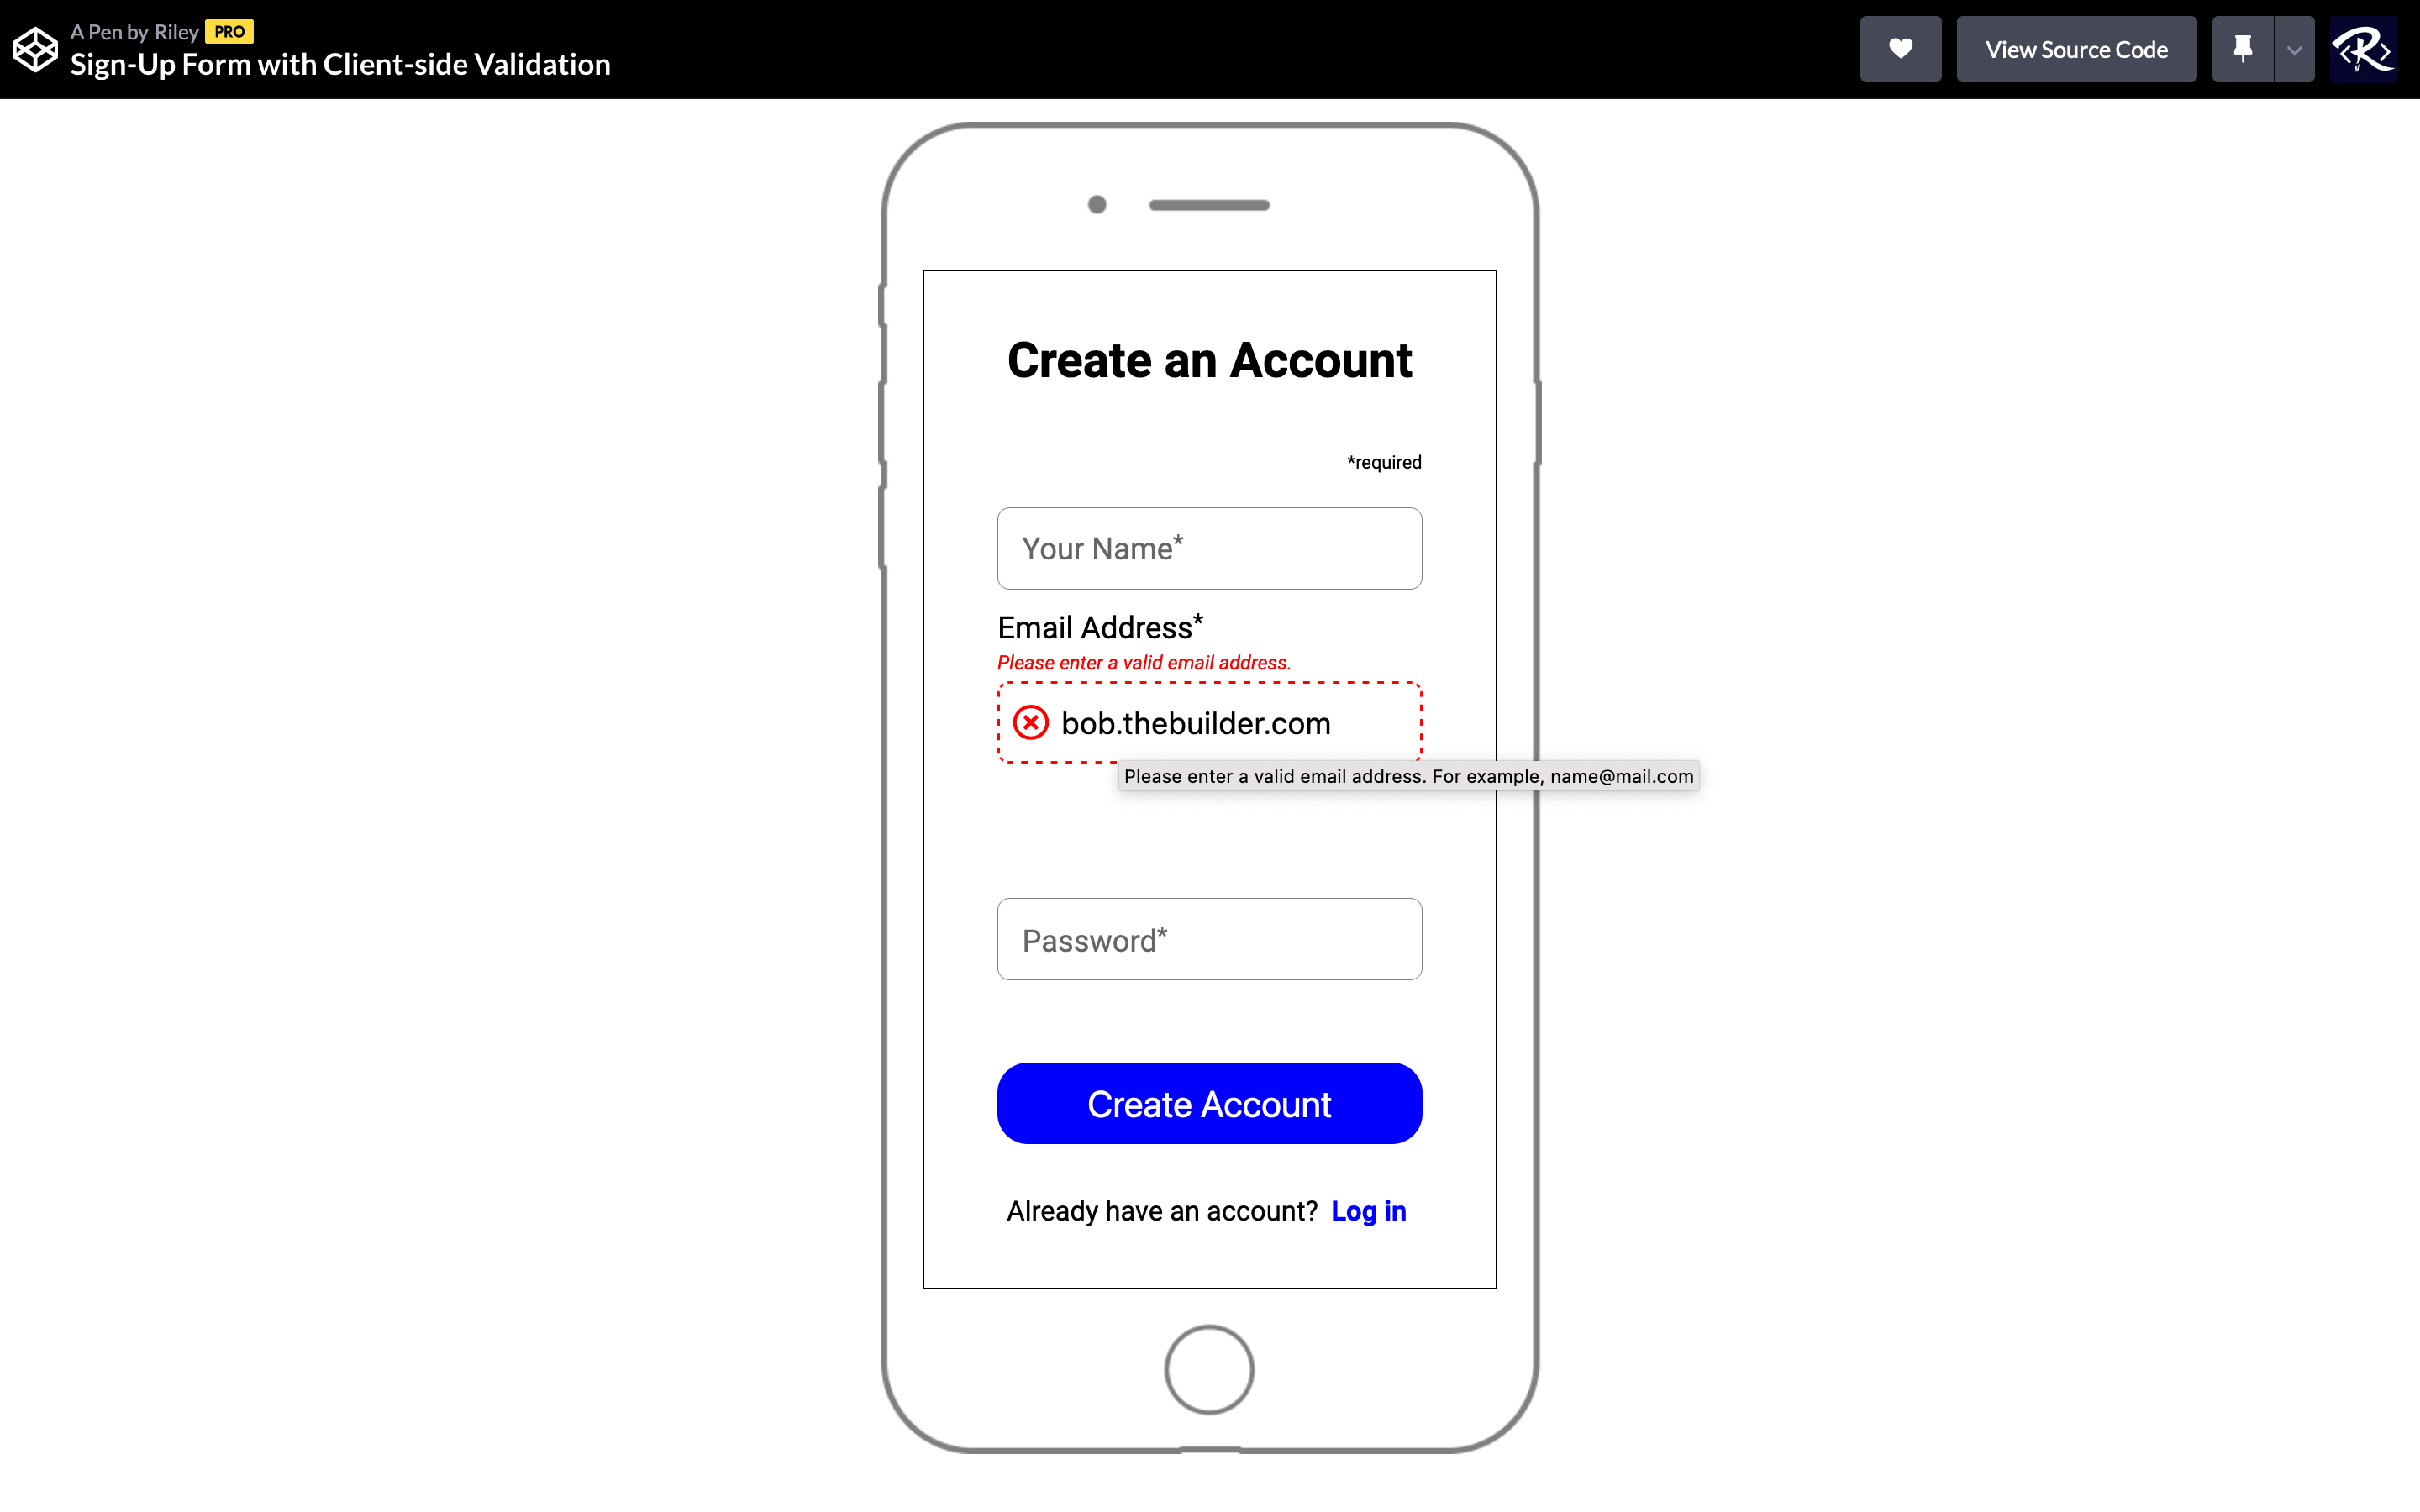 A Pen by Riley PRO
Sign-Up Form with Client-side Validation
View Source Code
Create an Account
*required
Your Name*
Email Address*
Please enter a valid email address.
bob.thebuilder.com
Please enter a valid email address. For example, name@mail.com
Password*
Create Account
Already have an account? Log in